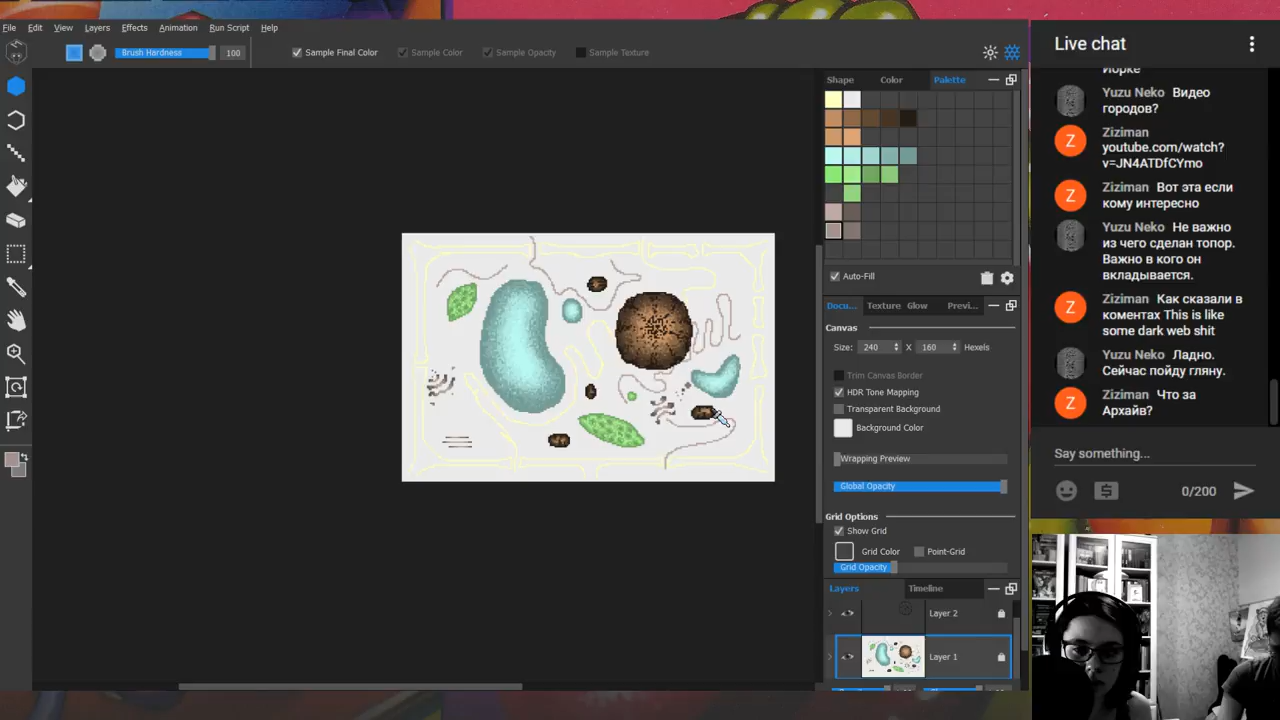 File Edit View Layers Effects Animation Run Script Help
Brush Hardness 100 Sample Final Color Sample Color Sample Opacity Sample Texture
Shape Color Palette
Auto-Fill
Docu... Texture Glow Previ...
Canvas
Size: 240 X 160 Hexels
Trim Canvas Border
HDR Tone Mapping
Transparent Background
Background Color
Wrapping Preview
Global Opacity
Grid Options
Show Grid
Grid Color Point-Grid
Grid Opacity
Layers Timeline
Layer 2
Layer 1
Live chat
Йорке
Yuzu Neko Видео
городов?
Ziziman
youtube.com/watch?
v=JN4ATDfCYmo
Ziziman Вот эта если
кому интересно
Yuzu Neko Не важно
из чего сделан топор.
Важно в кого он
вкладывается.
Ziziman Как сказали в
коментах This is like
some dark web shit
Yuzu Neko Ладно.
Сейчас пойду гляну.
Ziziman Что за
Архайв?
Say something...
0/200